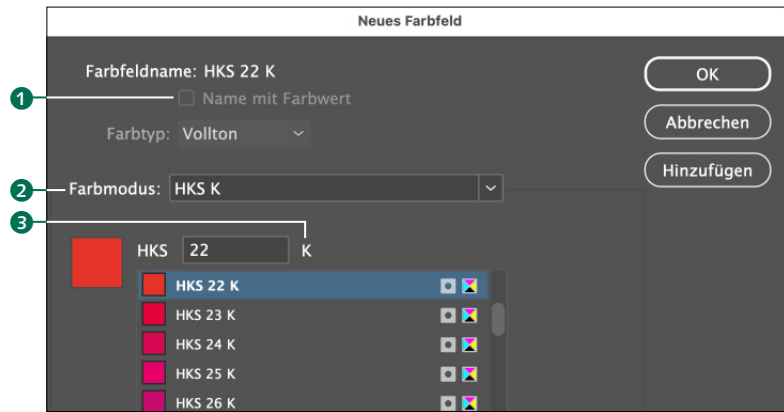 Neues Farbfeld
Farbfeldname: HKS 22 K
OK
1
Name mit Farbwert
Farbtyp: Vollton
Abbrechen
Hinzufügen
2
Farbmodus: HKS K
3
HKS 22 K
HKS 22 K
HKS 23 K
HKS 24 K
HKS 25 K
HKS 26 K